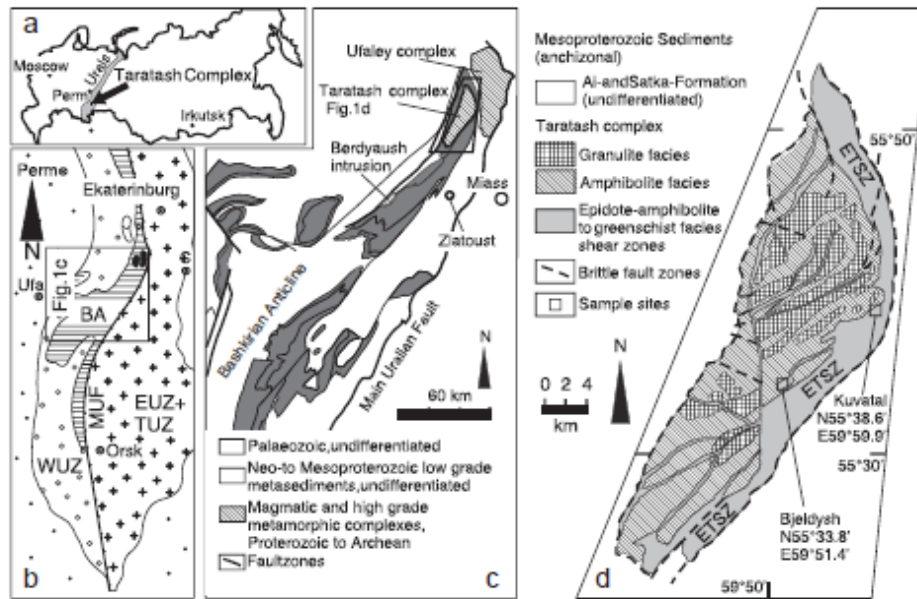 a
Moscow
Urals
Perm
Taratash Complex
Irkutsk
Perm
Ekaterinburg
N
Ufa
Fig.1c
BA
MUF
EUZ+
TUZ
Orsk
WUZ
b
Ufaley complex
Taratash complex
Fig.1d
Berdyaush
intrusion
Miass
Zlatoust
Bashkirian Anticline
Main Uralian Fault
N
60 km
Palaeozoic,undifferentiated
Neo-to Mesoproterozoic low grade
metasediments,undifferentiated
Magmatic and high grade
metamorphic complexes,
Proterozoic to Archean
Faultzones
c
Mesoproterozoic Sediments
(anchizonal)
Ai-andSatka-Formation
(undifferentiated)
Taratash complex
Granulite facies
Amphibolite facies
Epidote-amphibolite
to greenschist facies
shear zones
Brittle fault zones
Sample sites
0 2 4
km
N
ETSZ
55°50'
ETSZ
Kuvatal
N55°38.6'
E59°59.9'
55°30'
ETSZ
Bjeldysh
N55°33.8'
E59°51.4'
59°50'
d